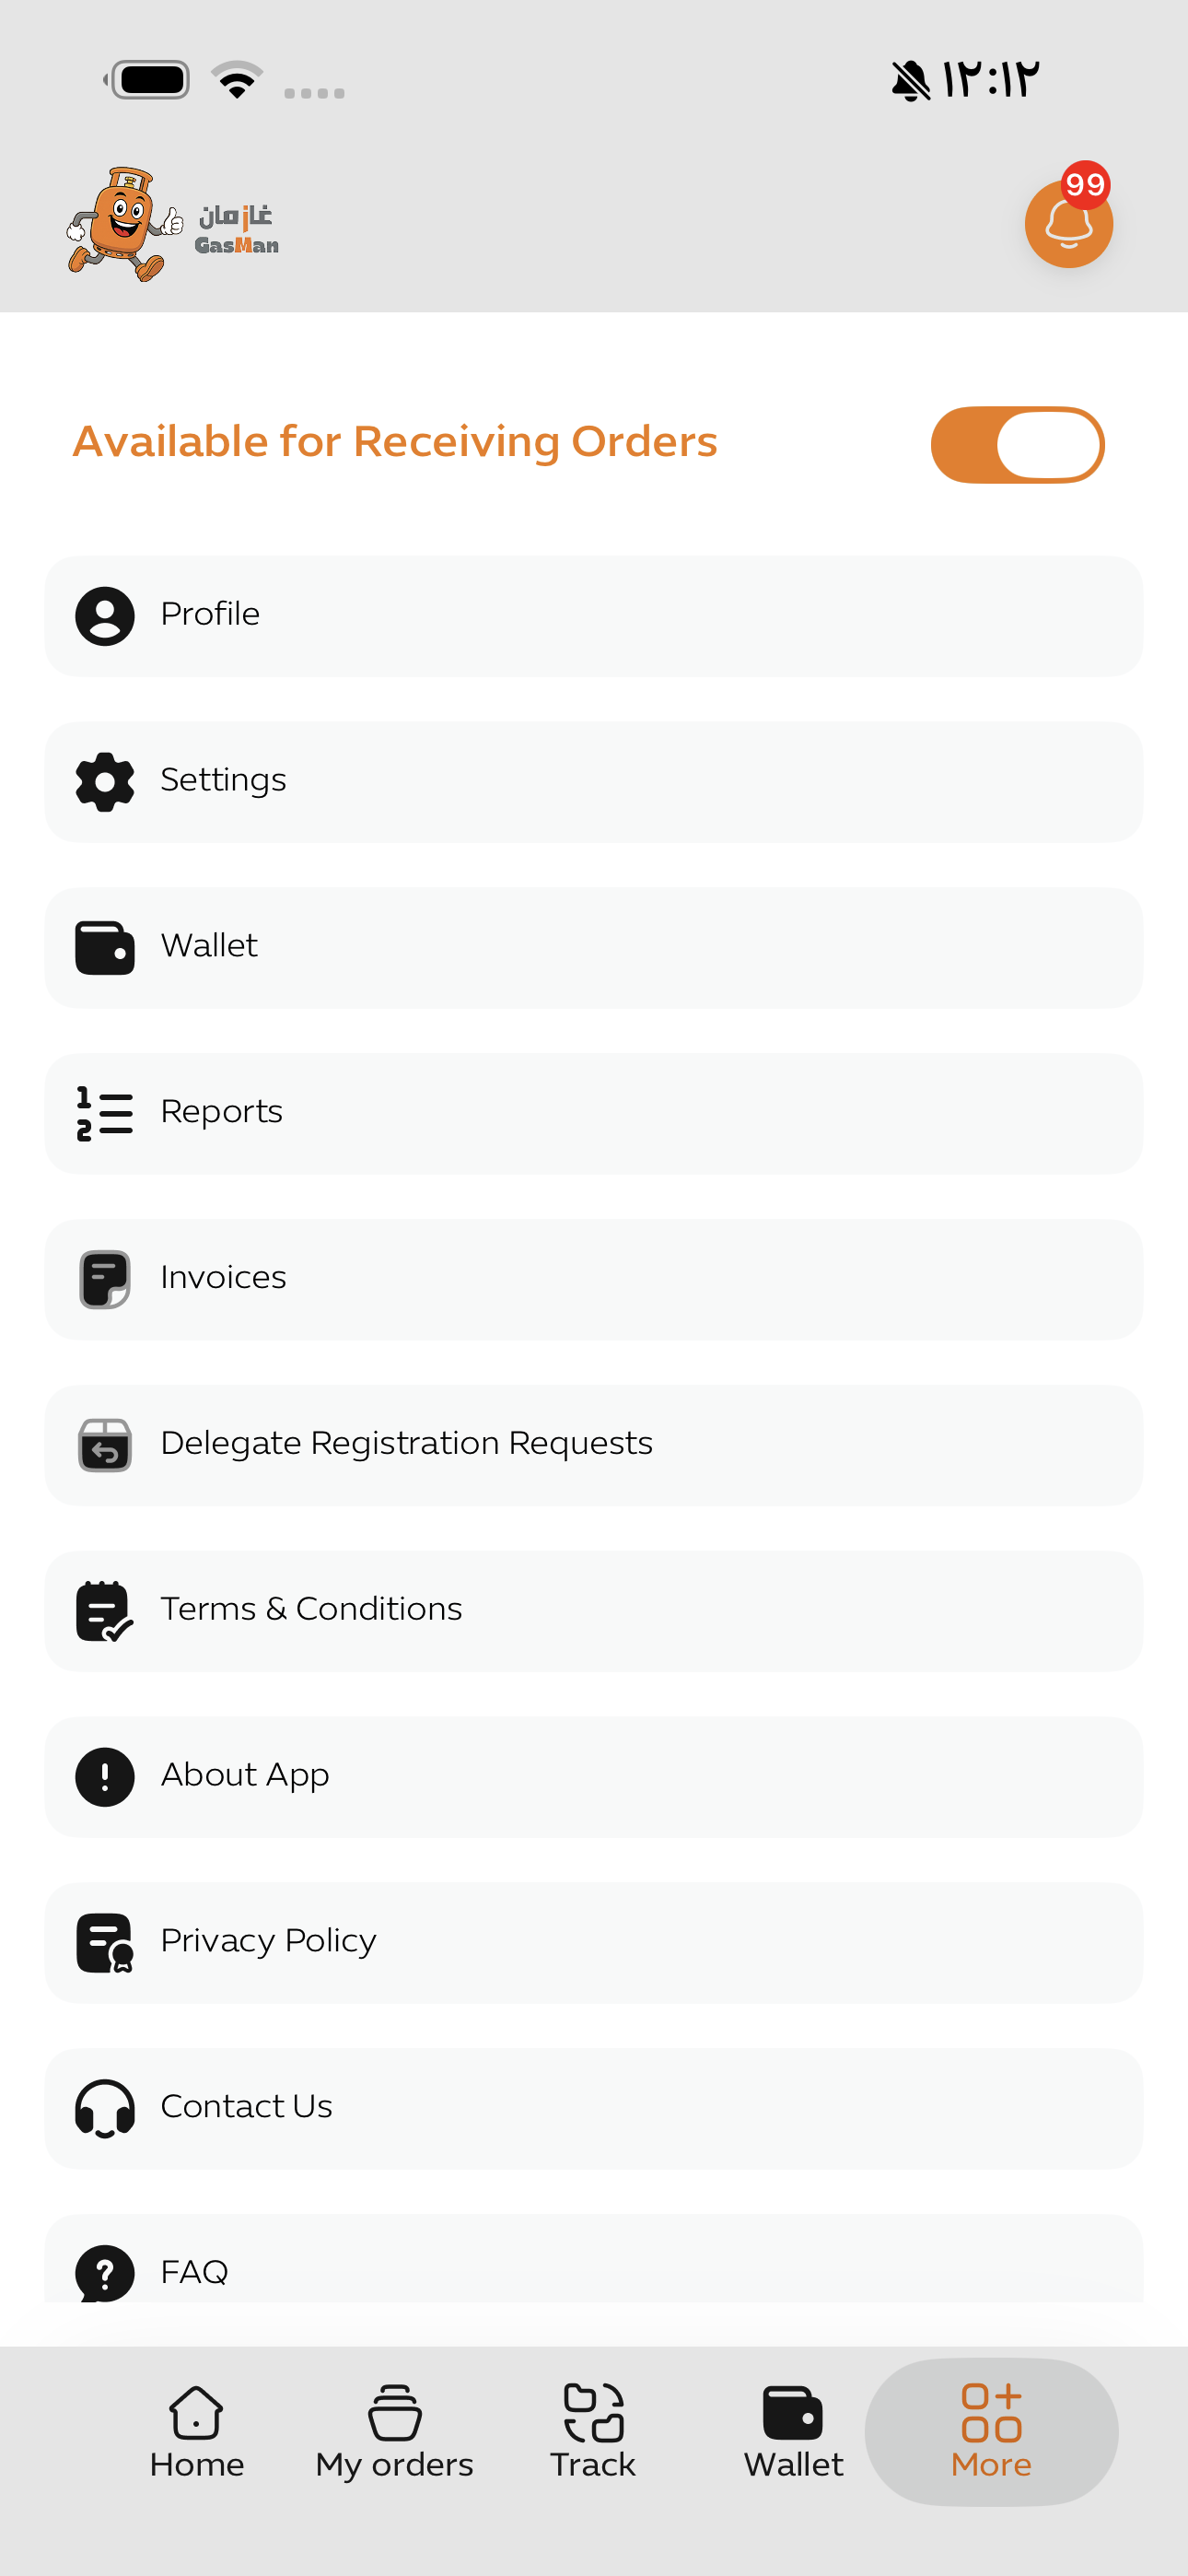 ١٢:١٢
99
غازمان
GasMan
Available for Receiving Orders
Profile
Settings
Wallet
Reports
Invoices
Delegate Registration Requests
Terms & Conditions
About App
Privacy Policy
Contact Us
FAQ
Home
My orders
Track
Wallet
More